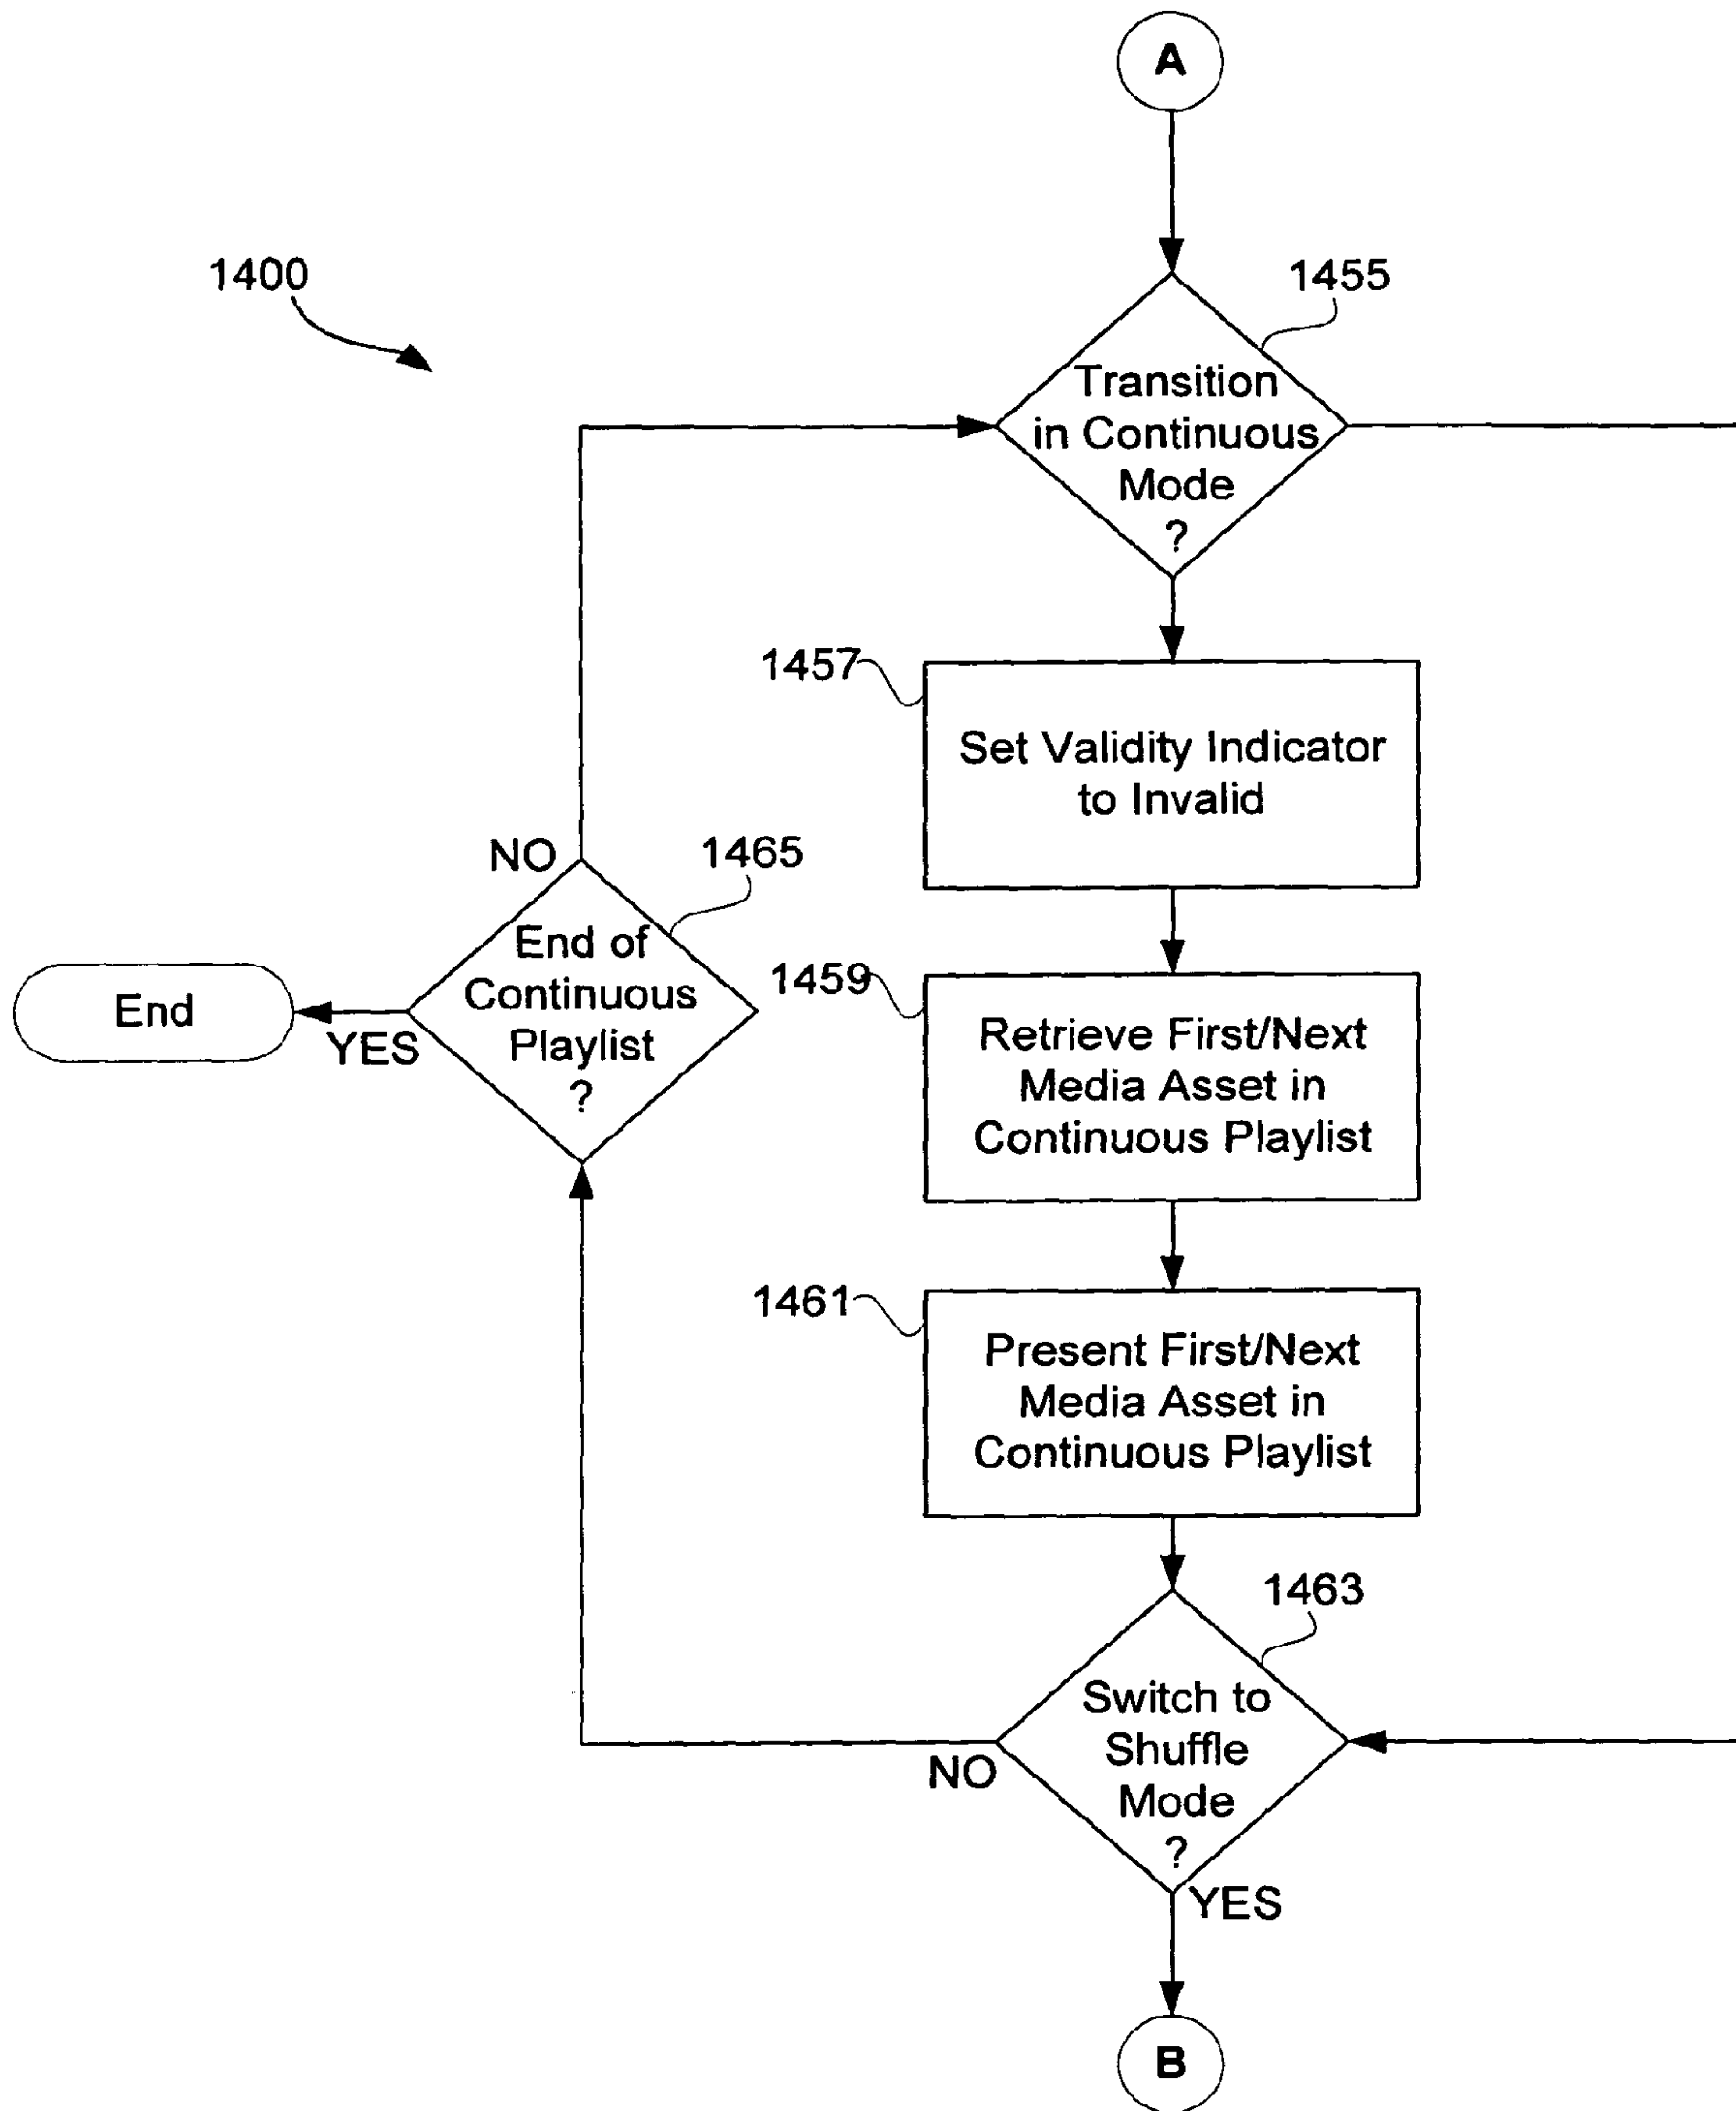 A
1400
1455
Transition
in Continuous
Mode
?
1457
Set Validity Indicator
to Invalid
NO
1465
End of
Continuous
Playlist
?
End
YES
1459
Retrieve First/Next
Media Asset in
Continuous Playlist
1461
Present First/Next
Media Asset in
Continuous Playlist
1463
Switch to
Shuffle
Mode
?
NO
YES
B